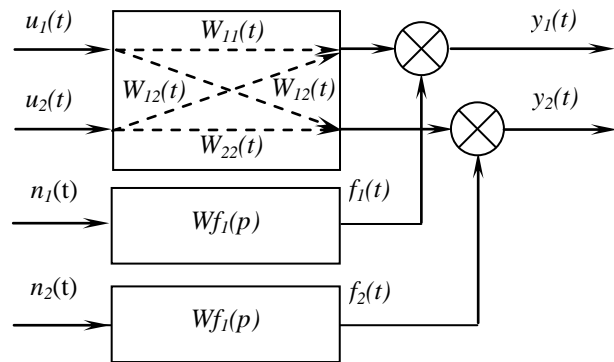 u1(t)
W11(t)
y1(t)
u2(t)
W12(t)
W12(t)
y2(t)
W22(t)
n1(t)
Wf1(p)
f1(t)
n2(t)
Wf1(p)
f2(t)